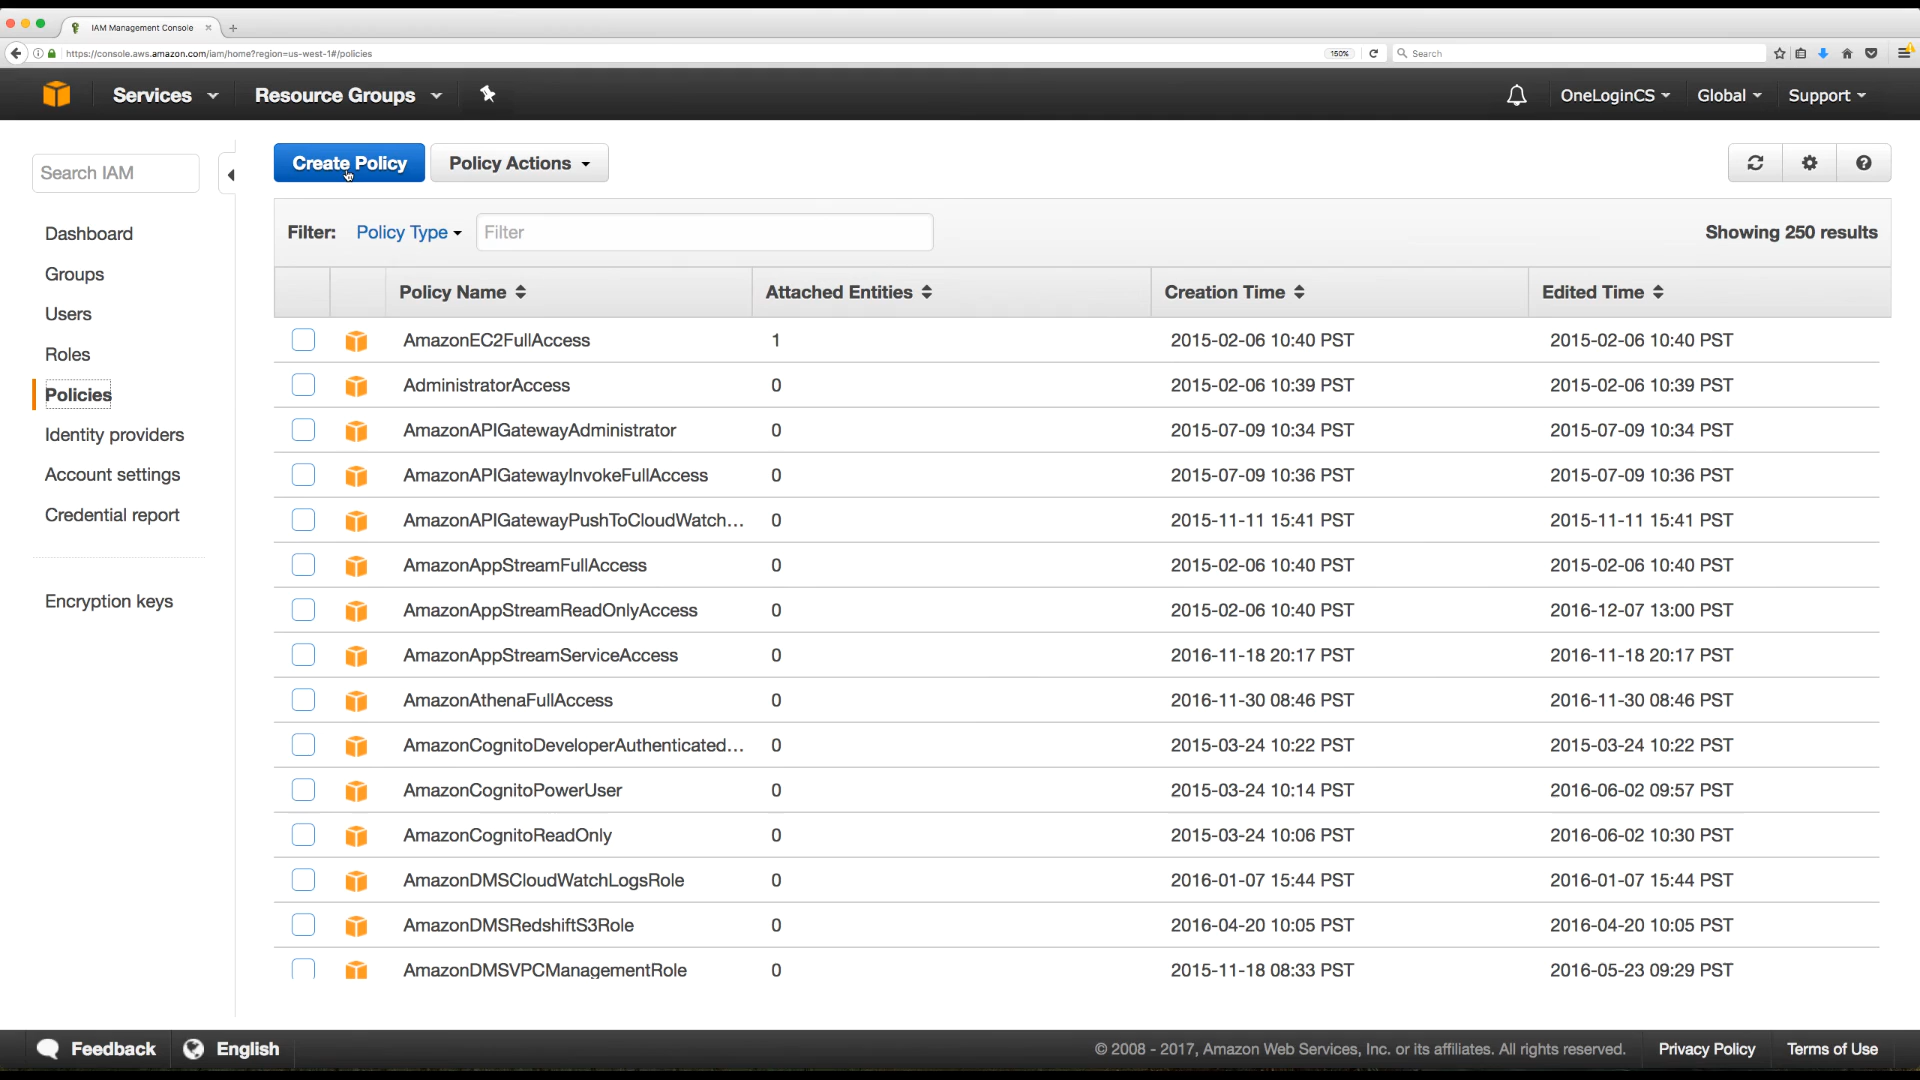 IAM Management Console
https://console.aws.amazon.com/iam/home?region=us-west-1#/policies
150%
Search
Services
Resource Groups
OneLoginCS
Global
Support
Search IAM
Dashboard
Groups
Users
Roles
Policies
Identity providers
Account settings
Credential report
Encryption keys
Create Policy
Policy Actions
Filter: Policy Type Filter Showing 250 results
Policy Name Attached Entities Creation Time Edited Time
AmazonEC2FullAccess 1 2015-02-06 10:40 PST 2015-02-06 10:40 PST
AdministratorAccess 0 2015-02-06 10:39 PST 2015-02-06 10:39 PST
AmazonAPIGatewayAdministrator 0 2015-07-09 10:34 PST 2015-07-09 10:34 PST
AmazonAPIGatewayInvokeFullAccess 0 2015-07-09 10:36 PST 2015-07-09 10:36 PST
AmazonAPIGatewayPushToCloudWatch... 0 2015-11-11 15:41 PST 2015-11-11 15:41 PST
AmazonAppStreamFullAccess 0 2015-02-06 10:40 PST 2015-02-06 10:40 PST
AmazonAppStreamReadOnlyAccess 0 2015-02-06 10:40 PST 2016-12-07 13:00 PST
AmazonAppStreamServiceAccess 0 2016-11-18 20:17 PST 2016-11-18 20:17 PST
AmazonAthenaFullAccess 0 2016-11-30 08:46 PST 2016-11-30 08:46 PST
AmazonCognitoDeveloperAuthenticated... 0 2015-03-24 10:22 PST 2015-03-24 10:22 PST
AmazonCognitoPowerUser 0 2015-03-24 10:14 PST 2016-06-02 09:57 PST
AmazonCognitoReadOnly 0 2015-03-24 10:06 PST 2016-06-02 10:30 PST
AmazonDMSCloudWatchLogsRole 0 2016-01-07 15:44 PST 2016-01-07 15:44 PST
AmazonDMSRedshiftS3Role 0 2016-04-20 10:05 PST 2016-04-20 10:05 PST
AmazonDMSVPCManagementRole 0 2015-11-18 08:33 PST 2016-05-23 09:29 PST
Feedback
English
© 2008 - 2017, Amazon Web Services, Inc. or its affiliates. All rights reserved.
Privacy Policy
Terms of Use